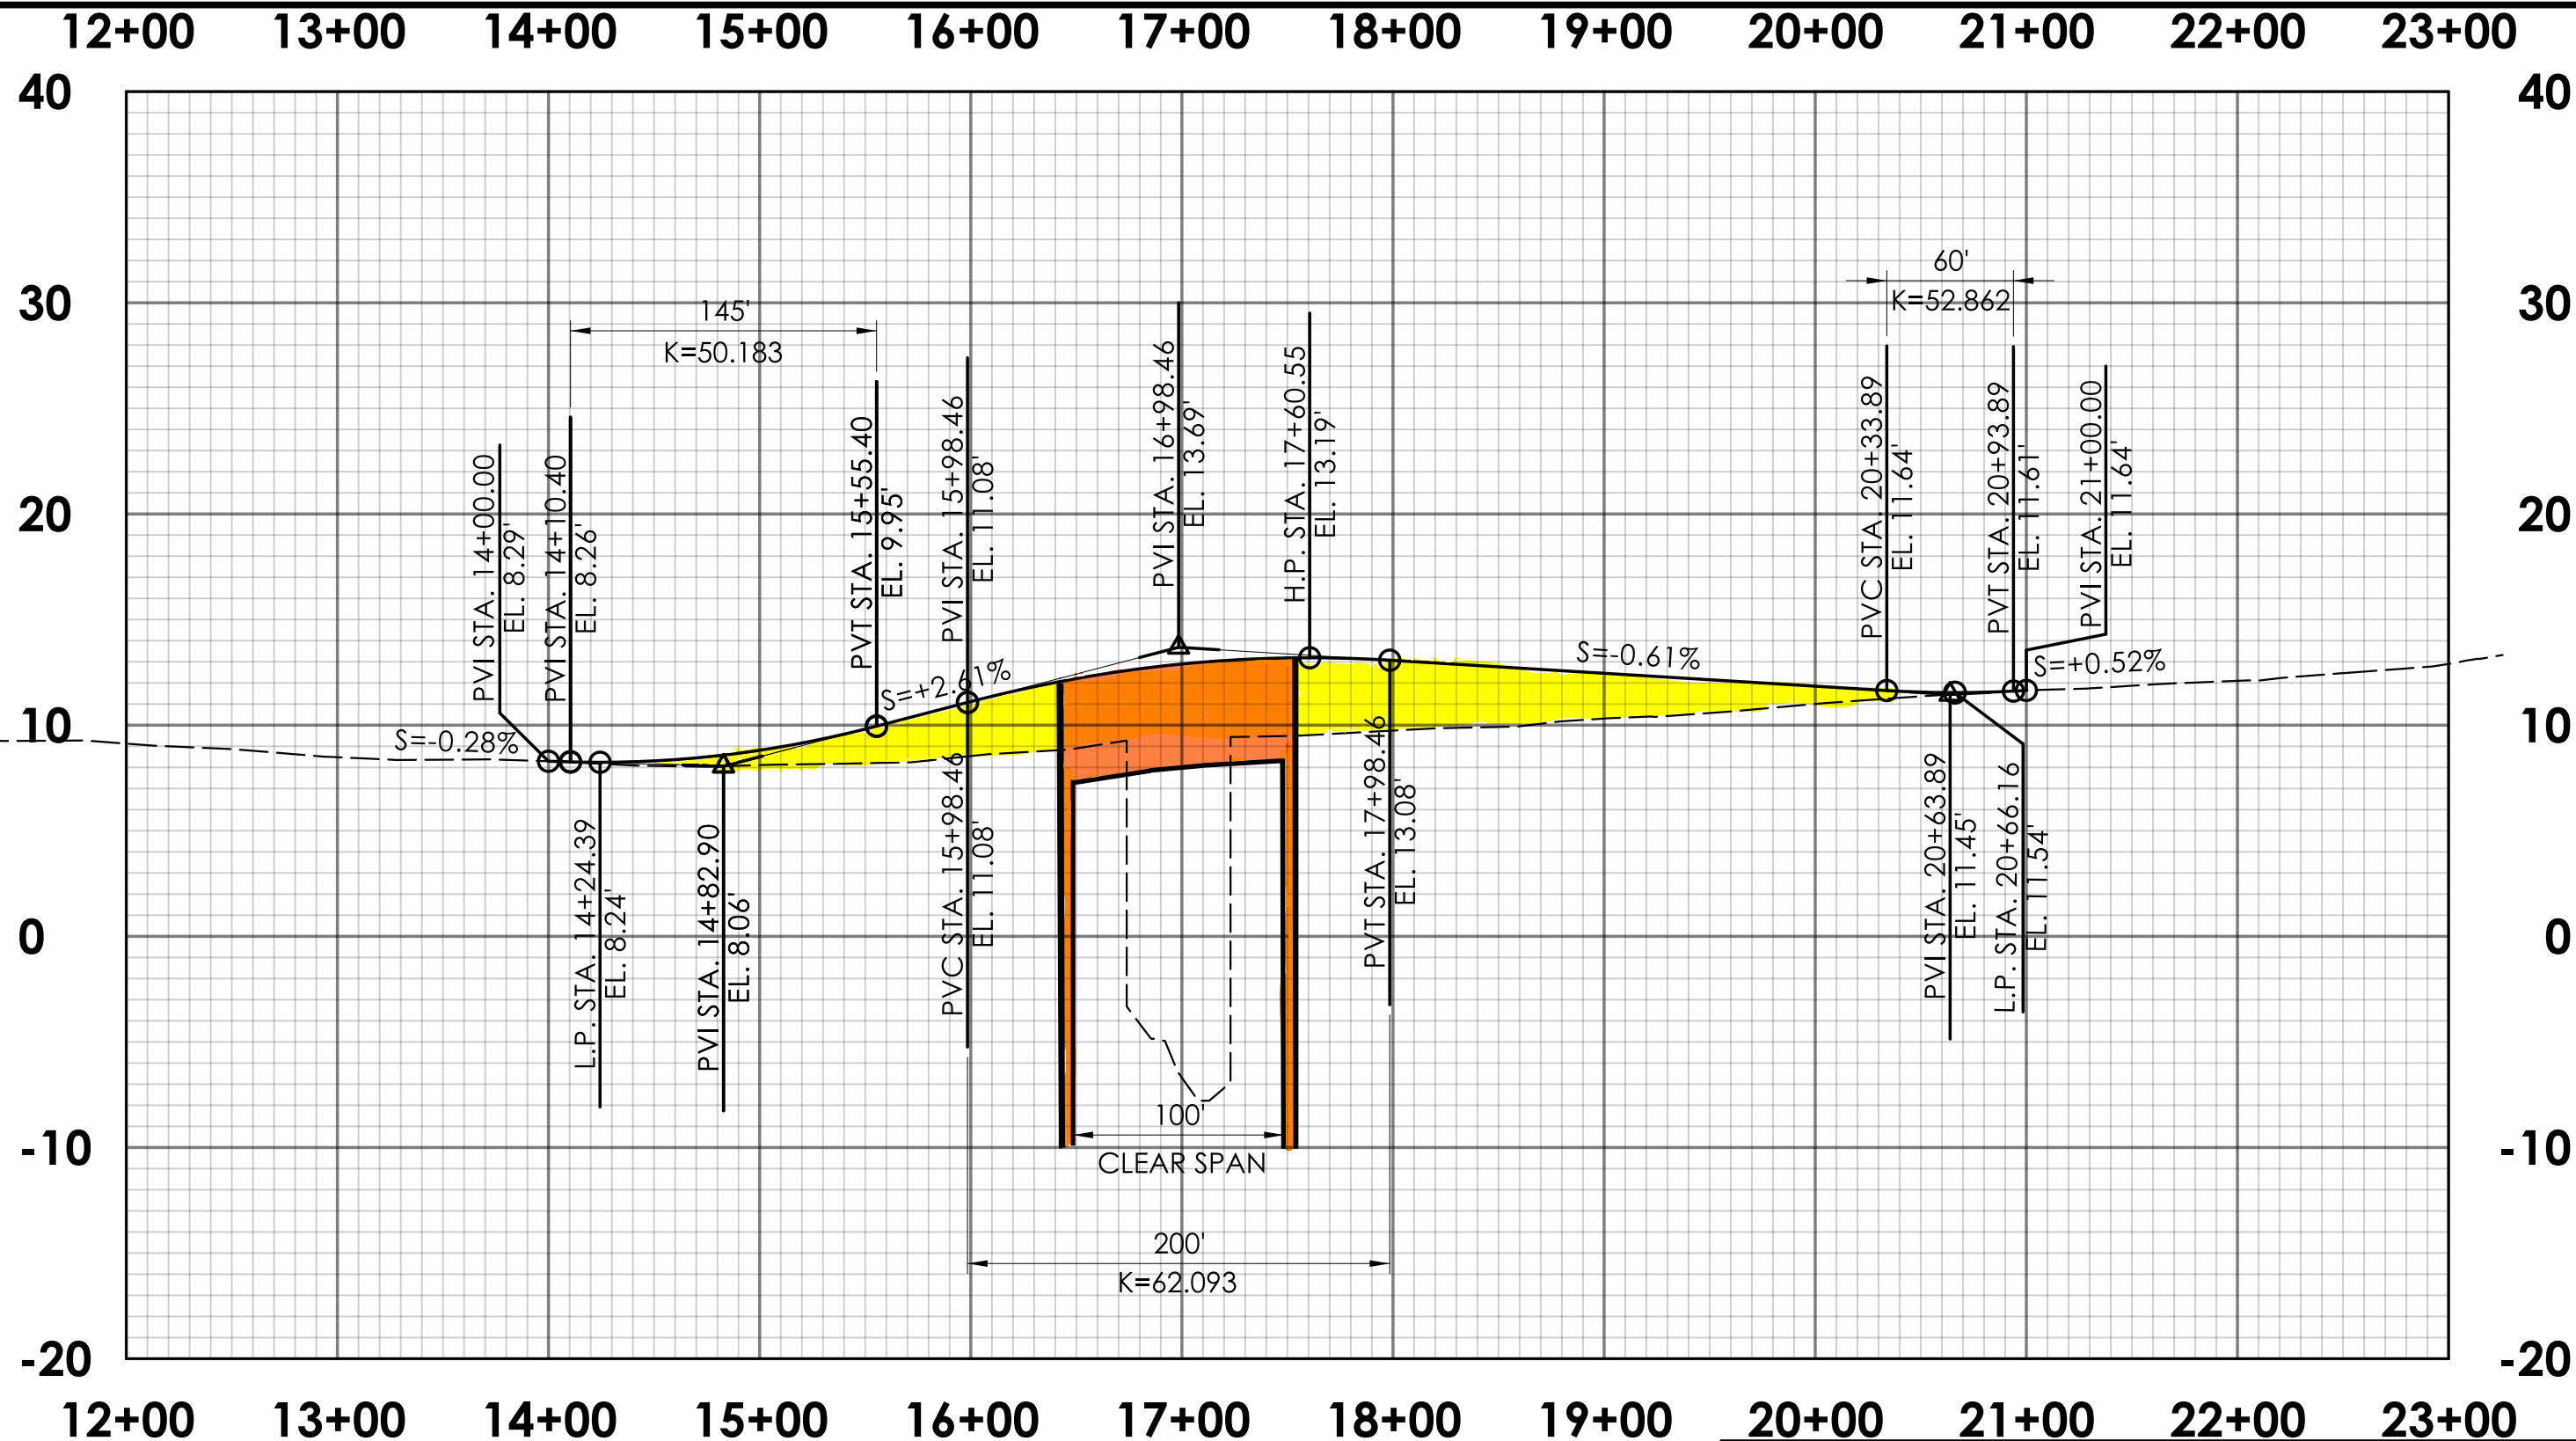 12+00 13+00 14+00 15+00 16+00 17+00 18+00 19+00 20+00 21+00 22+00 23+00
40 40
30 30
20 20
10 10
0 0
-10 -10
-20 -20
145'
K=50.183
60'
K=52.862
PVI STA. 14+00.00
EL. 8.29'
PVI STA. 14+10.40
EL. 8.26'
PVT STA. 15+55.40
EL. 9.95'
PVI STA. 15+98.46
EL. 11.08'
PVI STA. 16+98.46
EL. 13.69'
H.P. STA. 17+60.55
EL. 13.19'
PVC STA. 20+33.89
EL. 11.64'
PVT STA. 20+93.89
EL. 11.61'
PVI STA. 21+00.00
EL. 11.64'
S=-0.28%
S=+2.61%
S=-0.61%
S=+0.52%
L.P. STA. 14+24.39
EL. 8.24'
PVI STA. 14+82.90
EL. 8.06'
PVC STA. 15+98.46
EL. 11.08'
PVT STA. 17+98.46
EL. 13.08'
PVI STA. 20+63.89
EL. 11.45'
L.P. STA. 20+66.16
EL. 11.54'
100'
CLEAR SPAN
200'
K=62.093
12+00 13+00 14+00 15+00 16+00 17+00 18+00 19+00 20+00 21+00 22+00 23+00